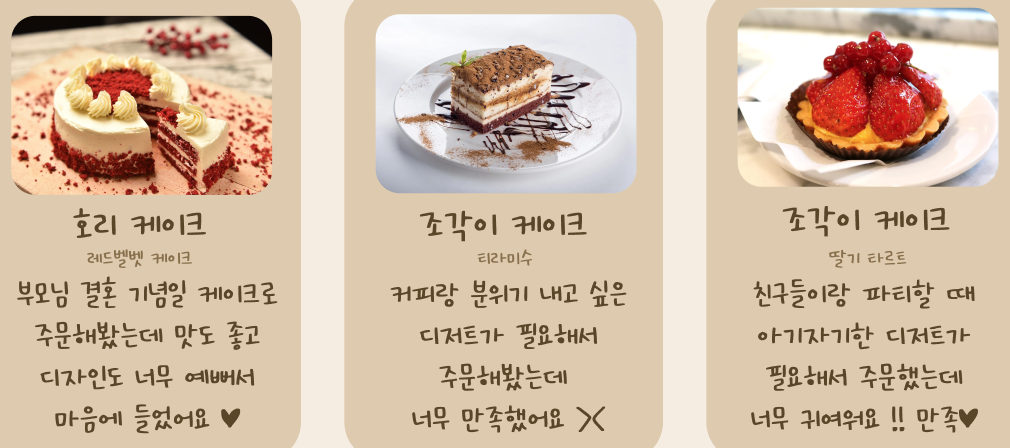 호리 케이크
레드벨벳 케이크
부모님 결혼 기념일 케이크로
주문해봤는데 맛도 좋고
디자인도 너무 예뻐서
마음에 들었어요 ♥
조각이 케이크
티라미수
커피랑 분위기 내고 싶은
디저트가 필요해서
주문해봤는데
너무 만족했어요 ><
조각이 케이크
딸기 타르트
친구들이랑 파티할 때
아기자기한 디저트가
필요해서 주문했는데
너무 귀여워요 !! 만족♥